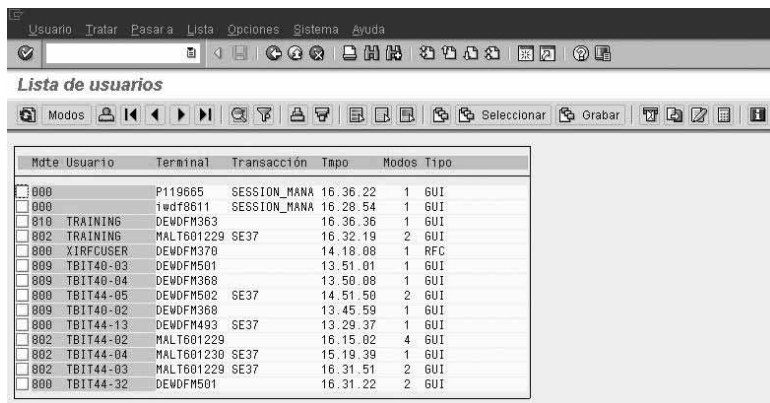 Usuario Tratar Pasar a Lista Opciones Sistema Ayuda
Lista de usuarios
Modos Seleccionar Grabar
Mdte Usuario Terminal Transacción Tmpo Modos Tipo
000 P119665 SESSION_MANA 16.36.22 1 GUI
000 iwdf8611 SESSION_MANA 16.28.54 1 GUI
810 TRAINING DEWDFM363 16.36.36 1 GUI
802 TRAINING MALT601229 SE37 16.32.19 2 GUI
800 XIRFCUSER DEWDFM370 14.18.08 1 RFC
809 TBIT40-03 DEWDFM501 13.51.01 1 GUI
809 TBIT40-04 DEWDFM368 13.50.08 1 GUI
800 TBIT44-05 DEWDFM502 SE37 14.51.50 2 GUI
809 TBIT40-02 DEWDFM368 13.45.59 1 GUI
800 TBIT44-13 DEWDFM493 SE37 13.29.37 1 GUI
802 TBIT44-02 MALT601229 16.15.02 4 GUI
802 TBIT44-04 MALT601230 SE37 15.19.39 1 GUI
802 TBIT44-03 MALT601229 SE37 16.31.51 2 GUI
800 TBIT44-32 DEWDFM501 16.31.22 2 GUI